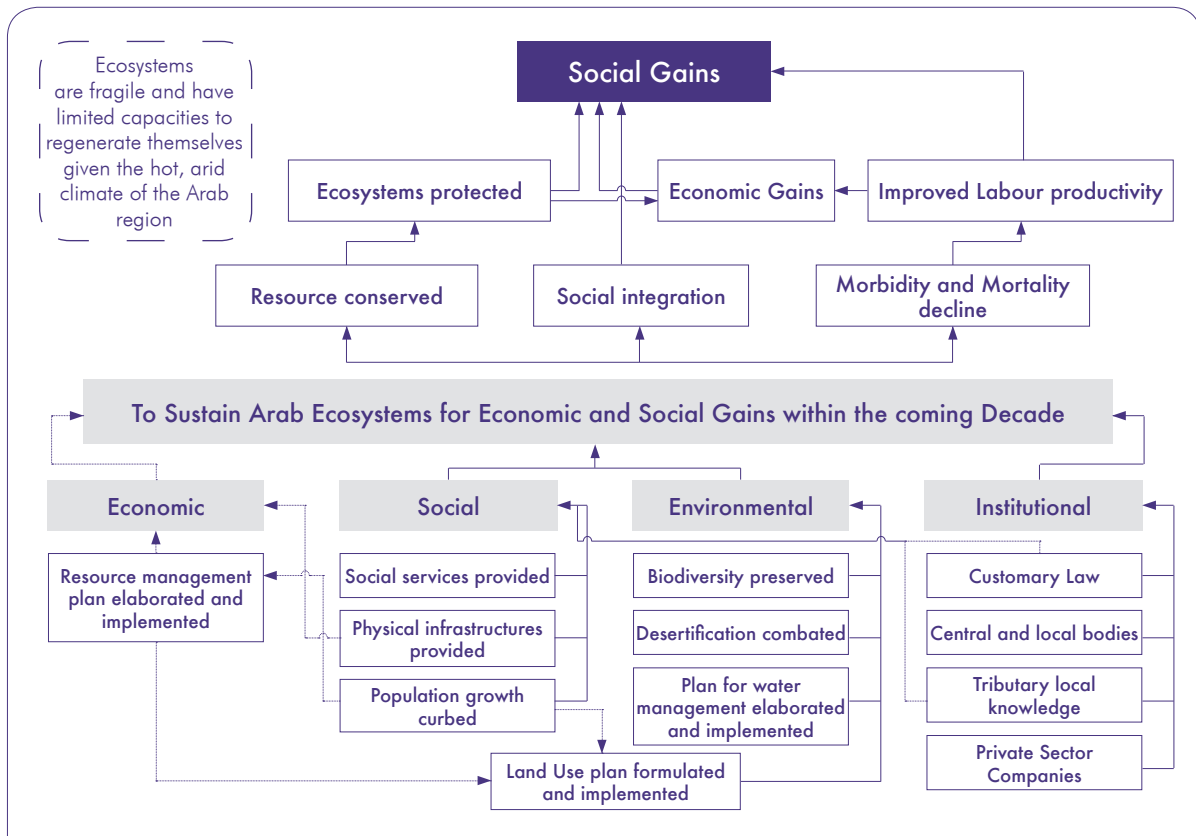 Ecosystems
are fragile and have
limited capacities to
regenerate themselves
given the hot, arid
climate of the Arab
region
Social Gains
Ecosystems protected
Economic Gains
Improved Labour productivity
Resource conserved
Social integration
Morbidity and Mortality
decline
To Sustain Arab Ecosystems for Economic and Social Gains within the coming Decade
Economic
Social
Environmental
Institutional
Resource management
plan elaborated and
implemented
Social services provided
Physical infrastructures
provided
Population growth
curbed
Biodiversity preserved
Desertification combated
Plan for water
management elaborated
and implemented
Customary Law
Central and local bodies
Tributary local
knowledge
Private Sector
Companies
Land Use plan formulated
and implemented